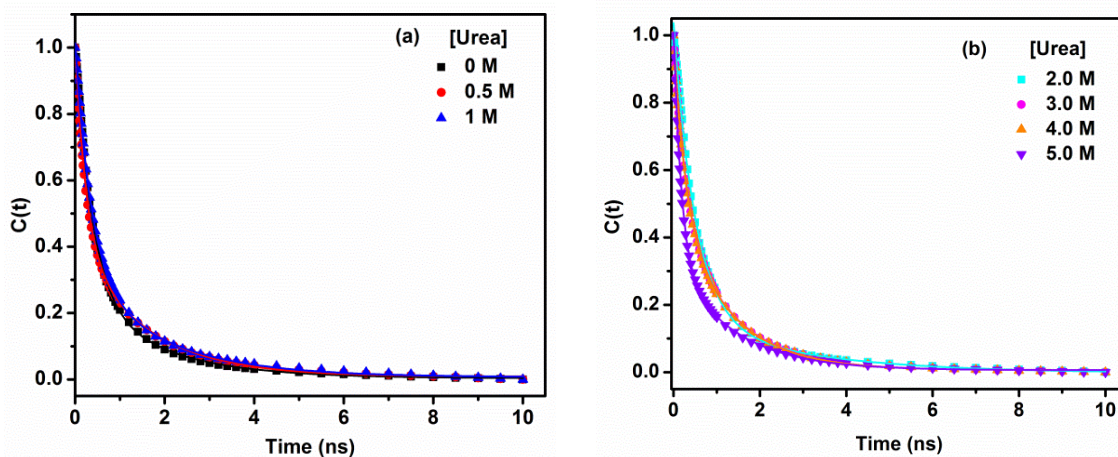 (a)
[Urea]
0 M
0.5 M
1 M
1.0
0.8
0.6
0.4
0.2
0.0
C(t)
0 2 4 6 8 10
Time (ns)
(b) [Urea]
2.0 M
3.0 M
4.0 M
5.0 M
1.0
0.8
0.6
0.4
0.2
0.0
C(t)
0 2 4 6 8 10
Time (ns)